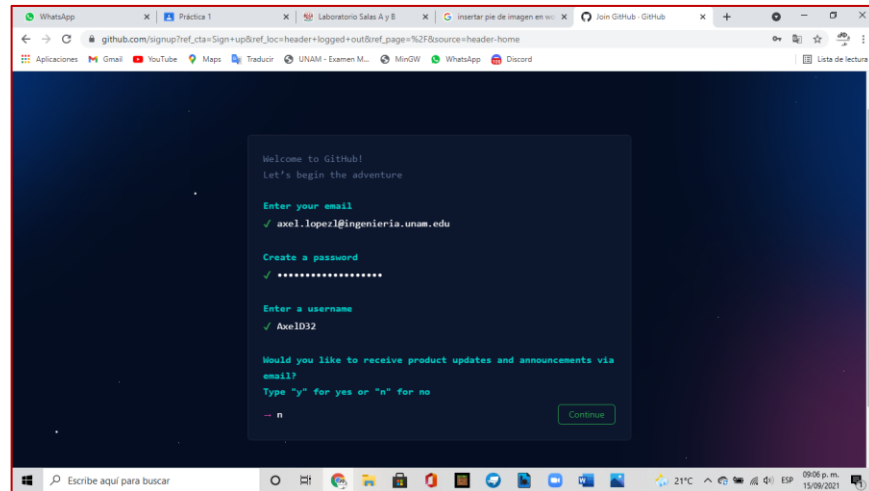 WhatsApp
Práctica 1
Laboratorio Salas A y B
insertar pie de imagen en wo
Join GitHub · GitHub
github.com/signup?ref_cta=Sign+up&ref_loc=header+logged+out&ref_page=%2F&source=header-home
Aplicaciones
Gmail
YouTube
Maps
Traducir
UNAM - Examen M...
MinGW
WhatsApp
Discord
Lista de lectura
Welcome to GitHub!
Let's begin the adventure
Enter your email
✓ axel.lopezl@ingenieria.unam.edu
Create a password
✓ •••••••••••••••••••
Enter a username
✓ AxelD32
Would you like to receive product updates and announcements via
email?
Type "y" for yes or "n" for no
→ n
Continue
Escribe aquí para buscar
21°C
ESP
09:06 p. m.
15/09/2021